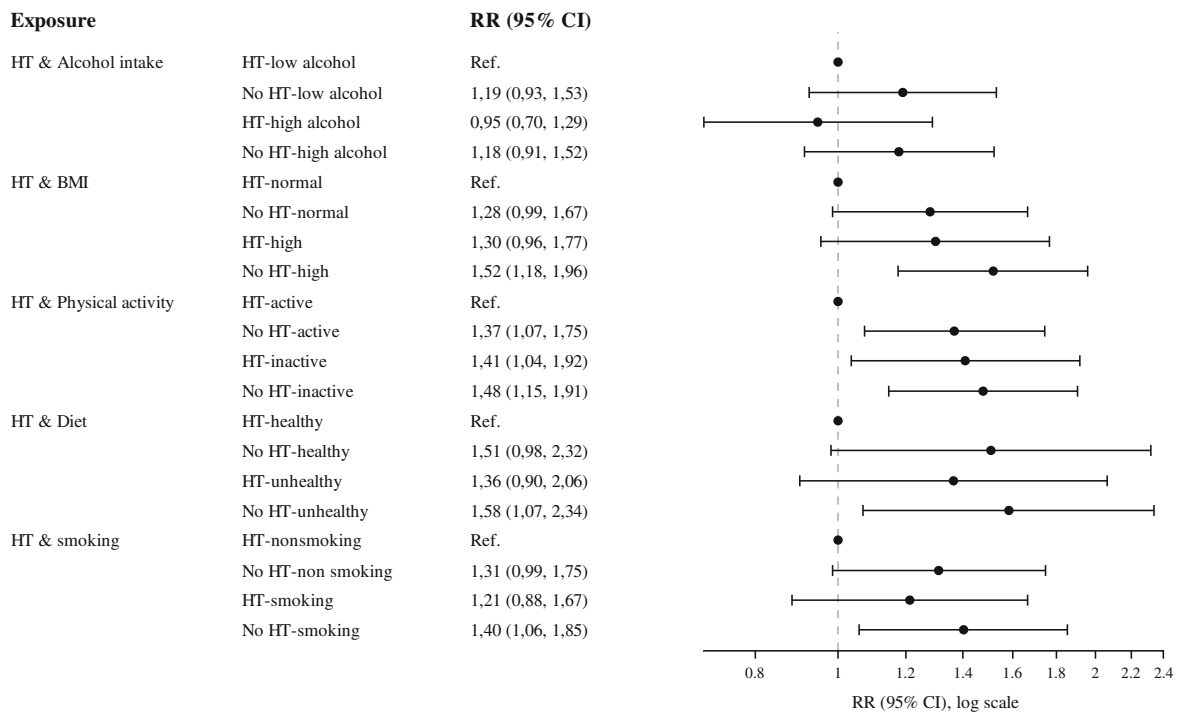 Exposure RR (95% CI)
HT & Alcohol intake HT-low alcohol Ref.
No HT-low alcohol 1,19 (0,93, 1,53)
HT-high alcohol 0,95 (0,70, 1,29)
No HT-high alcohol 1,18 (0,91, 1,52)
HT & BMI HT-normal Ref.
No HT-normal 1,28 (0,99, 1,67)
HT-high 1,30 (0,96, 1,77)
No HT-high 1,52 (1,18, 1,96)
HT & Physical activity HT-active Ref.
No HT-active 1,37 (1,07, 1,75)
HT-inactive 1,41 (1,04, 1,92)
No HT-inactive 1,48 (1,15, 1,91)
HT & Diet HT-healthy Ref.
No HT-healthy 1,51 (0,98, 2,32)
HT-unhealthy 1,36 (0,90, 2,06)
No HT-unhealthy 1,58 (1,07, 2,34)
HT & smoking HT-nonsmoking Ref.
No HT-non smoking 1,31 (0,99, 1,75)
HT-smoking 1,21 (0,88, 1,67)
No HT-smoking 1,40 (1,06, 1,85)
0.8 1 1.2 1.4 1.6 1.8 2 2.2 2.4
RR (95% CI), log scale